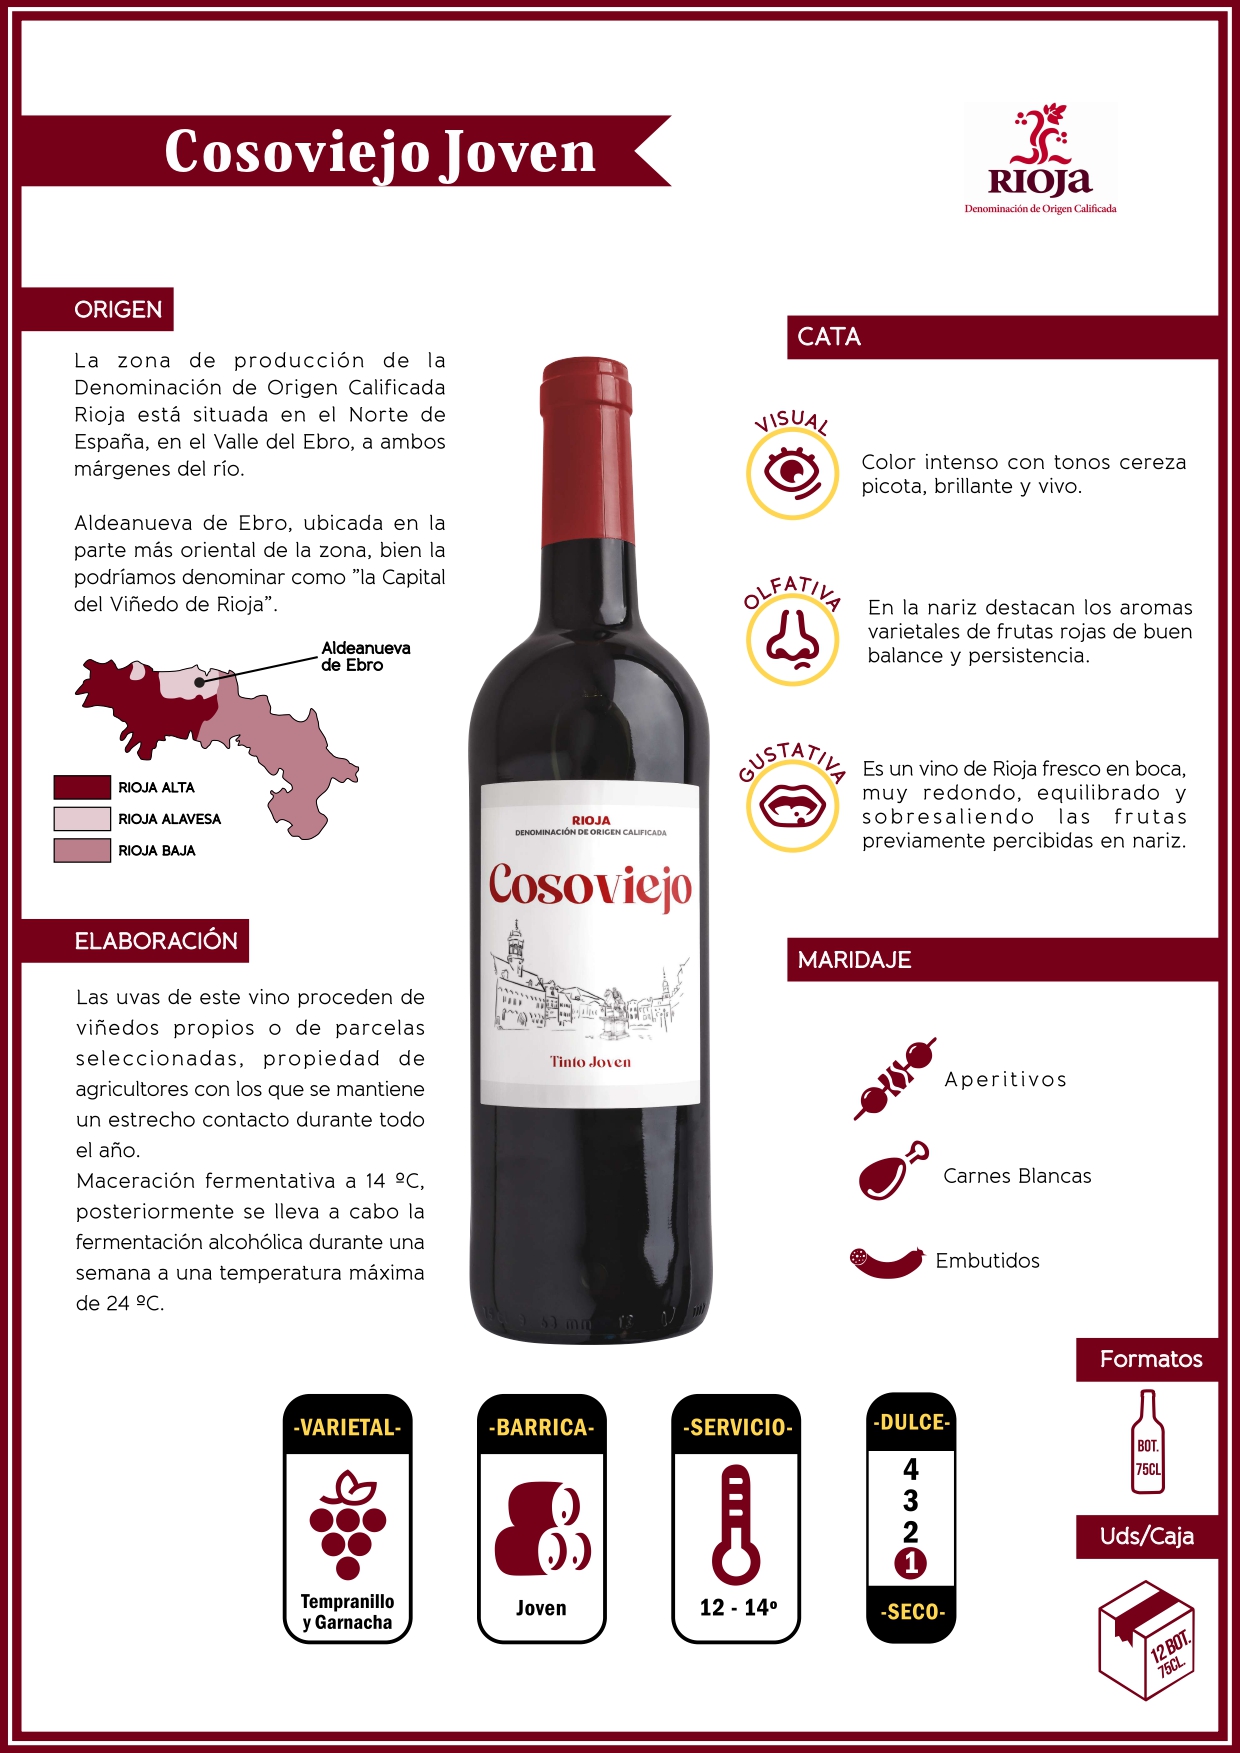 Cosoviejo Joven
RIOJa
Denominación de Origen Calificada
ORIGEN
La zona de producción de la
Denominación de Origen Calificada
Rioja está situada en el Norte de
España, en el Valle del Ebro, a ambos
márgenes del río.
Aldeanueva de Ebro, ubicada en la
parte más oriental de la zona, bien la
podríamos denominar como ”la Capital
del Viñedo de Rioja”.
Aldeanueva
de Ebro
RIOJA ALTA
RIOJA ALAVESA
RIOJA BAJA
ELABORACIÓN
Las uvas de este vino proceden de
viñedos propios o de parcelas
seleccionadas, propiedad de
agricultores con los que se mantiene
un estrecho contacto durante todo
el año.
Maceración fermentativa a 14 ºC,
posteriormente se lleva a cabo la
fermentación alcohólica durante una
semana a una temperatura máxima
de 24 ºC.
RIOJA
DENOMINACIÓN DE ORIGEN CALIFICADA
Cosoviejo
Tinto Joven
CATA
VISUAL
Color intenso con tonos cereza
picota, brillante y vivo.
OLFATIVA
En la nariz destacan los aromas
varietales de frutas rojas de buen
balance y persistencia.
GUSTATIVA
Es un vino de Rioja fresco en boca,
muy redondo, equilibrado y
sobresaliendo las frutas
previamente percibidas en nariz.
MARIDAJE
Aperitivos
Carnes Blancas
Embutidos
Formatos
BOT.
75CL
Uds/Caja
12 BOT.
75CL.
-VARIETAL-
Tempranillo
y Garnacha
-BARRICA-
Joven
-SERVICIO-
12 - 14º
-DULCE-
4
3
2
1
-SECO-